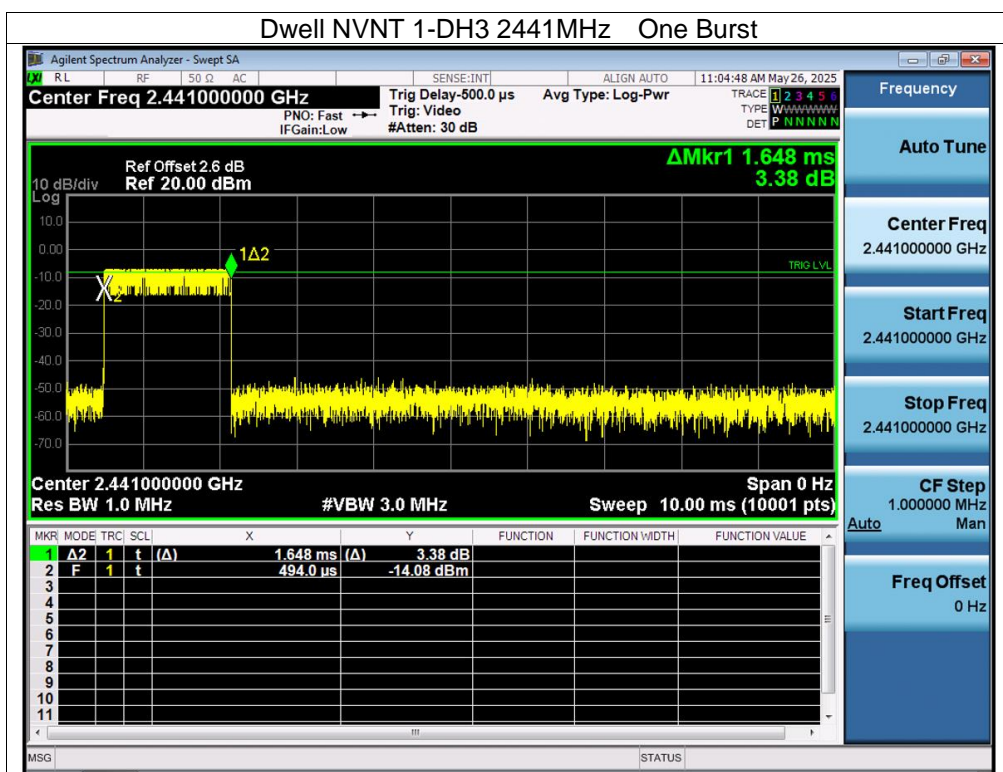 Dwell NVNT 1-DH3 2441MHz One Burst
Agilent Spectrum Analyzer - Swept SA
LXI RL RF 50 Ω AC SENSE:INT ALIGN AUTO 11:04:48 AM May 26, 2025
Center Freq 2.441000000 GHz Trig Delay-500.0 µs Avg Type: Log-Pwr TRACE 1 2 3 4 5 6
PNO: Fast Trig: Video TYPE WWWWWW
IFGain:Low #Atten: 30 dB DET P N N N N N
Frequency
Auto Tune
Center Freq
2.441000000 GHz
Start Freq
2.441000000 GHz
Stop Freq
2.441000000 GHz
CF Step
1.000000 MHz
Auto Man
Freq Offset
0 Hz
ΔMkr1 1.648 ms
3.38 dB
Ref Offset 2.6 dB
10 dB/div Ref 20.00 dBm
Log
10.0
0.00
-10.0
-20.0
-30.0
-40.0
-50.0
-60.0
-70.0
1Δ2
TRIG LVL
X2
Center 2.441000000 GHz Span 0 Hz
Res BW 1.0 MHz #VBW 3.0 MHz Sweep 10.00 ms (10001 pts)
MKR MODE TRC SCL X Y FUNCTION FUNCTION WIDTH FUNCTION VALUE
1 Δ2 1 t (Δ) 1.648 ms (Δ) 3.38 dB
2 F 1 t 494.0 µs -14.08 dBm
3
4
5
6
7
8
9
10
11
MSG STATUS